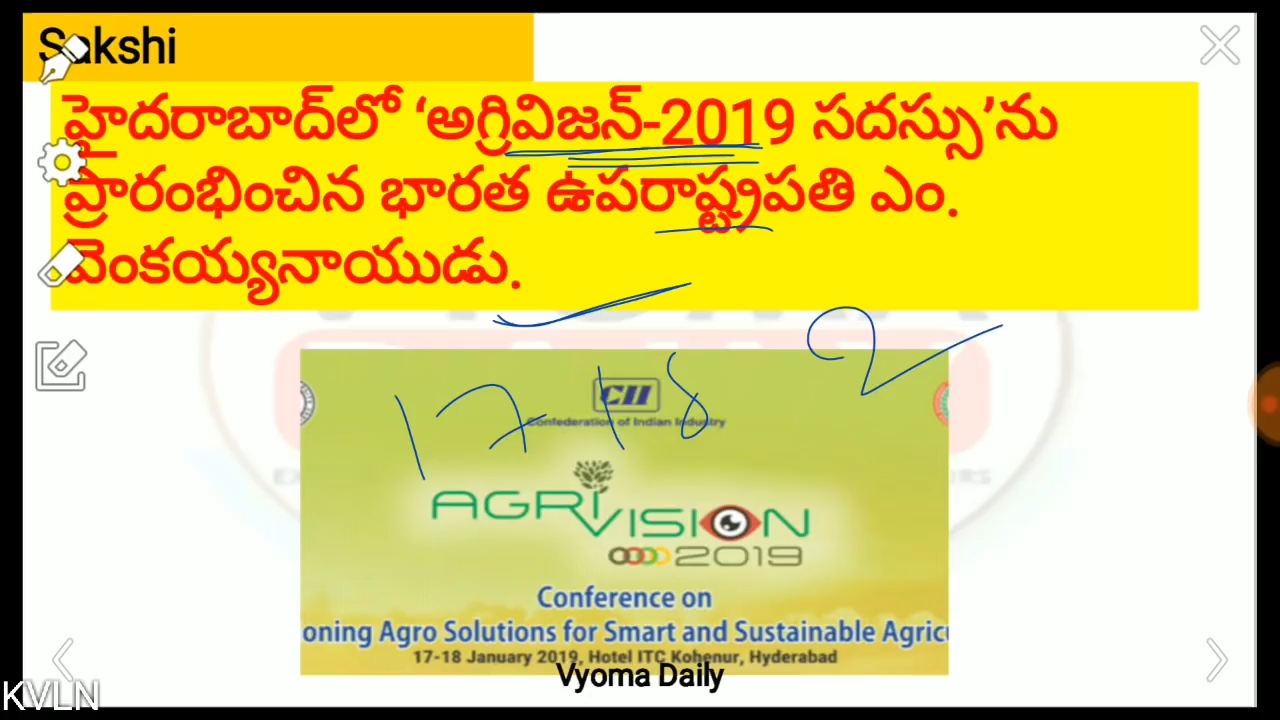 Sakshi
హైదరాబాద్‌లో ‘అగ్రివిజన్-2019 సదస్సు’ను
ప్రారంభించిన భారత ఉపరాష్ట్రపతి ఎం.
వెంకయ్యనాయుడు.
2
17-18
CII
Confederation of Indian Industry
AGRIVISION
2019
Conference on
oning Agro Solutions for Smart and Sustainable Agric
17-18 January 2019, Hotel ITC Kohenur, Hyderabad
Vyoma Daily
KVLN